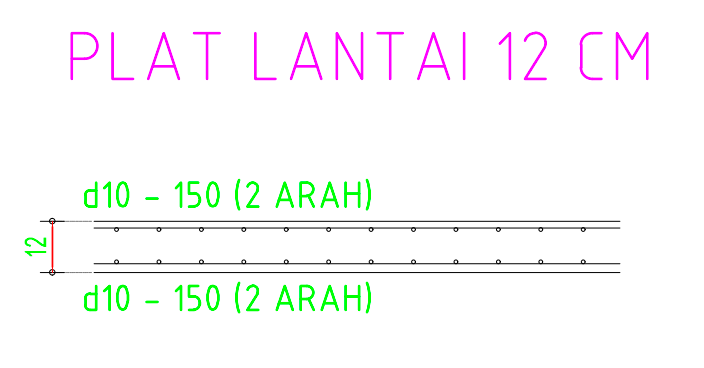 PLAT LANTAI 12 CM
d10 - 150 (2 ARAH)
12
d10 - 150 (2 ARAH)